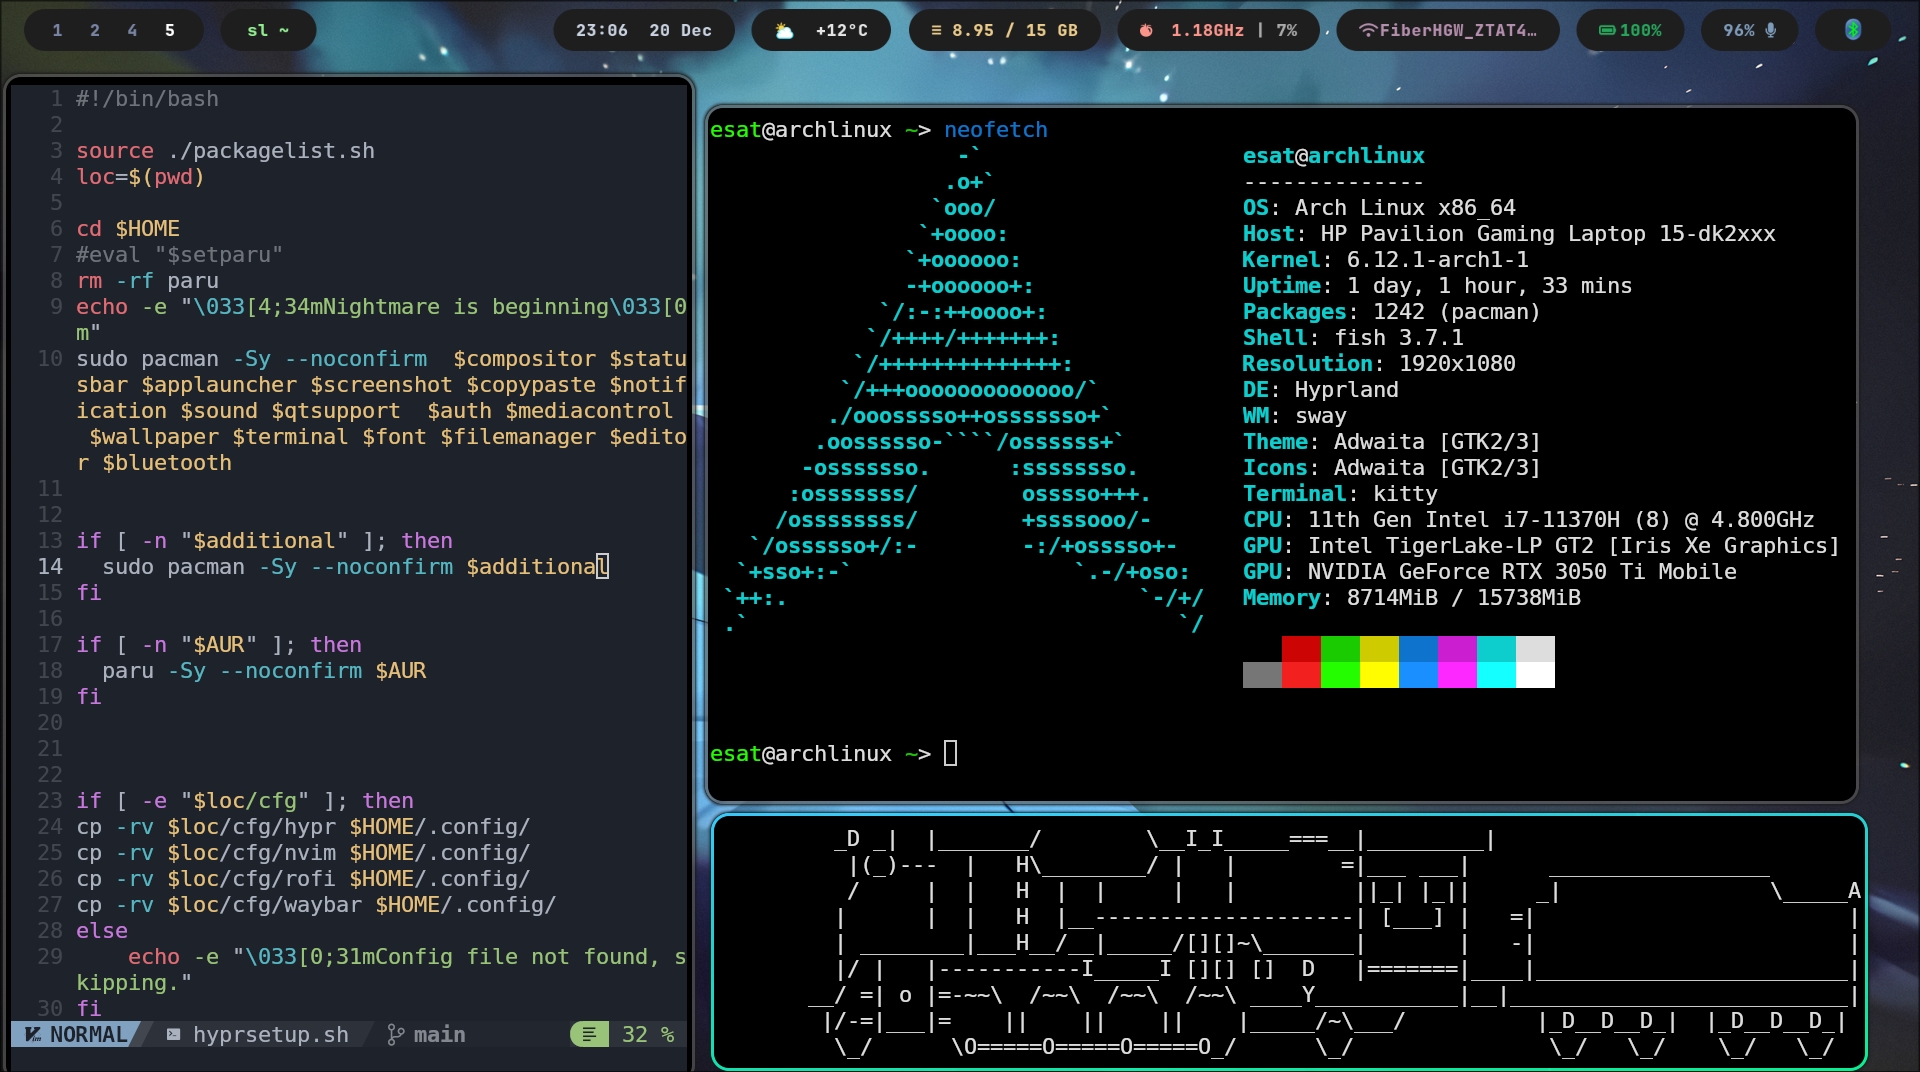 1 2 4 5 sl ~ 23:06 20 Dec +12°C ≡ 8.95 / 15 GB 1.18GHz | 7% FiberHGW_ZTAT4… 100% 96%
1 #!/bin/bash
2
3 source ./packagelist.sh
4 loc=$(pwd)
5
6 cd $HOME
7 #eval "$setparu"
8 rm -rf paru
9 echo -e "\033[4;34mNightmare is beginning\033[0
m"
10 sudo pacman -Sy --noconfirm  $compositor $statu
sbar $applauncher $screenshot $copypaste $notif
ication $sound $qtsupport  $auth $mediacontrol
 $wallpaper $terminal $font $filemanager $edito
r $bluetooth
11
12
13 if [ -n "$additional" ]; then
14   sudo pacman -Sy --noconfirm $additional
15 fi
16
17 if [ -n "$AUR" ]; then
18   paru -Sy --noconfirm $AUR
19 fi
20
21
22
23 if [ -e "$loc/cfg" ]; then
24 cp -rv $loc/cfg/hypr $HOME/.config/
25 cp -rv $loc/cfg/nvim $HOME/.config/
26 cp -rv $loc/cfg/rofi $HOME/.config/
27 cp -rv $loc/cfg/waybar $HOME/.config/
28 else
29     echo -e "\033[0;31mConfig file not found, s
kipping."
30 fi
NORMAL hyprsetup.sh main 32 %
esat@archlinux ~> neofetch
esat@archlinux
--------------
OS: Arch Linux x86_64
Host: HP Pavilion Gaming Laptop 15-dk2xxx
Kernel: 6.12.1-arch1-1
Uptime: 1 day, 1 hour, 33 mins
Packages: 1242 (pacman)
Shell: fish 3.7.1
Resolution: 1920x1080
DE: Hyprland
WM: sway
Theme: Adwaita [GTK2/3]
Icons: Adwaita [GTK2/3]
Terminal: kitty
CPU: 11th Gen Intel i7-11370H (8) @ 4.800GHz
GPU: Intel TigerLake-LP GT2 [Iris Xe Graphics]
GPU: NVIDIA GeForce RTX 3050 Ti Mobile
Memory: 8714MiB / 15738MiB
esat@archlinux ~>